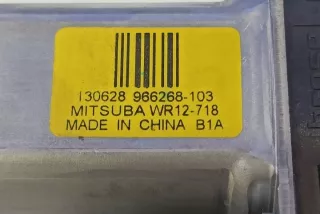 130628 966268-103
MITSUBA WR12-718
MADE IN CHINA B1A